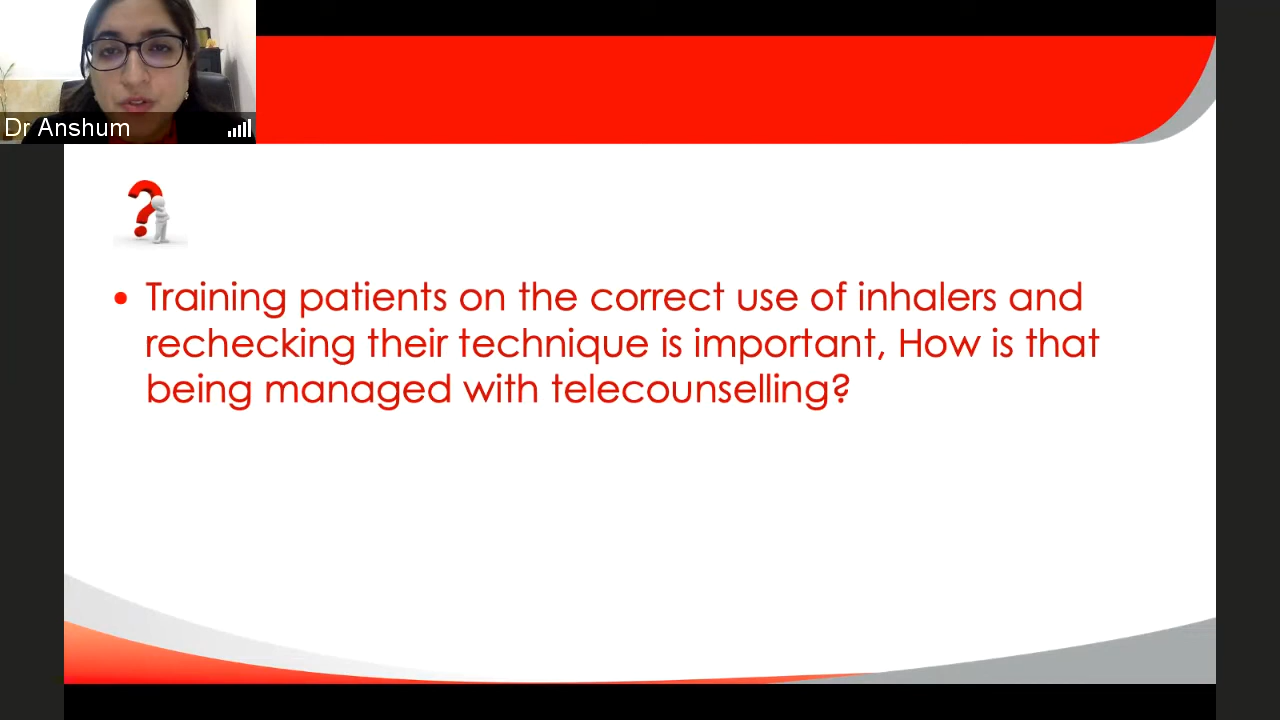 Dr Anshum
• Training patients on the correct use of inhalers and
rechecking their technique is important, How is that
being managed with telecounselling?